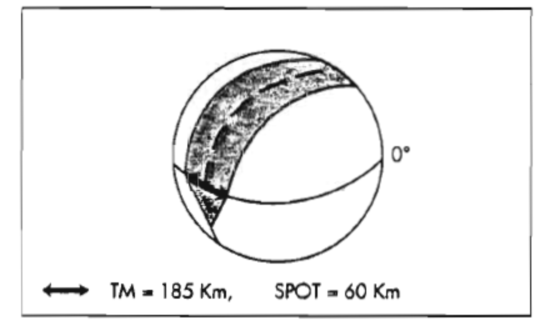 0°
TM = 185 Km, SPOT = 60 Km